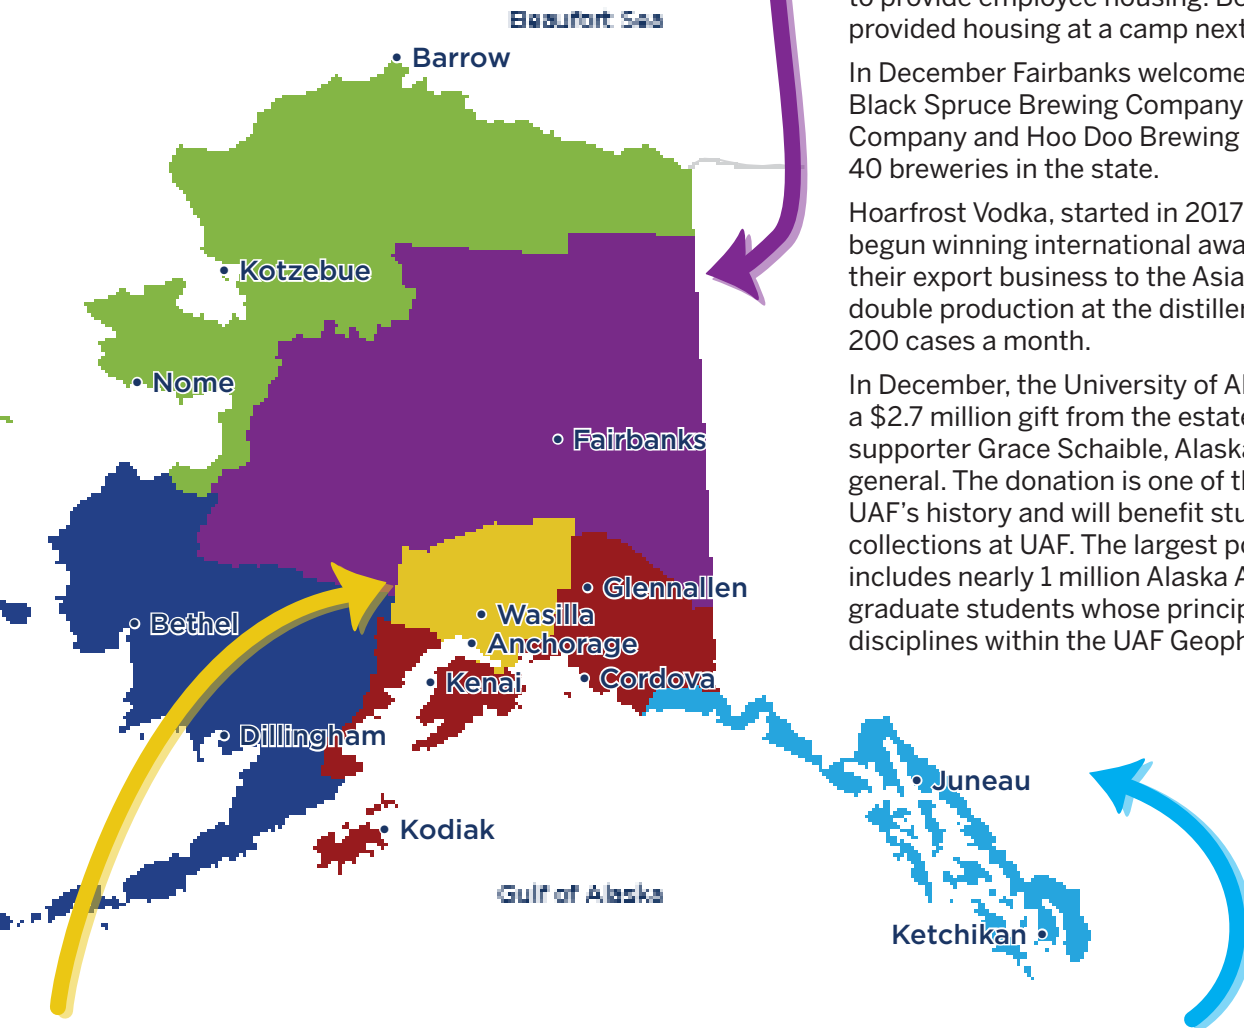 Beaufort Sea
Barrow
Kotzebue
Nome
Fairbanks
Glennallen
Wasilla
Bethel
Anchorage
Kenai
Cordova
Dillingham
Juneau
Kodiak
Gulf of Alaska
Ketchikan
to provide employee housing.
provided housing at a camp next
In December Fairbanks welcome
Black Spruce Brewing Company
Company and Hoo Doo Brewing
40 breweries in the state.
Hoarfrost Vodka, started in 2017
begun winning international awa
their export business to the Asia
double production at the distiller
200 cases a month.
In December, the University of Al
a $2.7 million gift from the estate
supporter Grace Schaible, Alaska
general. The donation is one of th
UAF’s history and will benefit stu
collections at UAF. The largest po
includes nearly 1 million Alaska A
graduate students whose princip
disciplines within the UAF Geoph